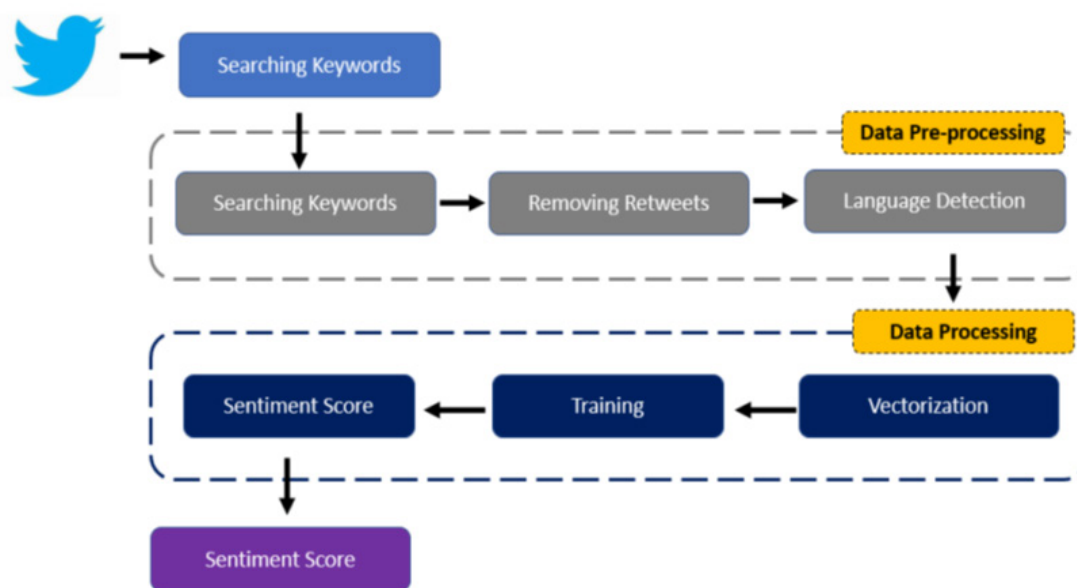 Searching Keywords
Data Pre-processing
Searching Keywords
Removing Retweets
Language Detection
Data Processing
Sentiment Score
Training
Vectorization
Sentiment Score